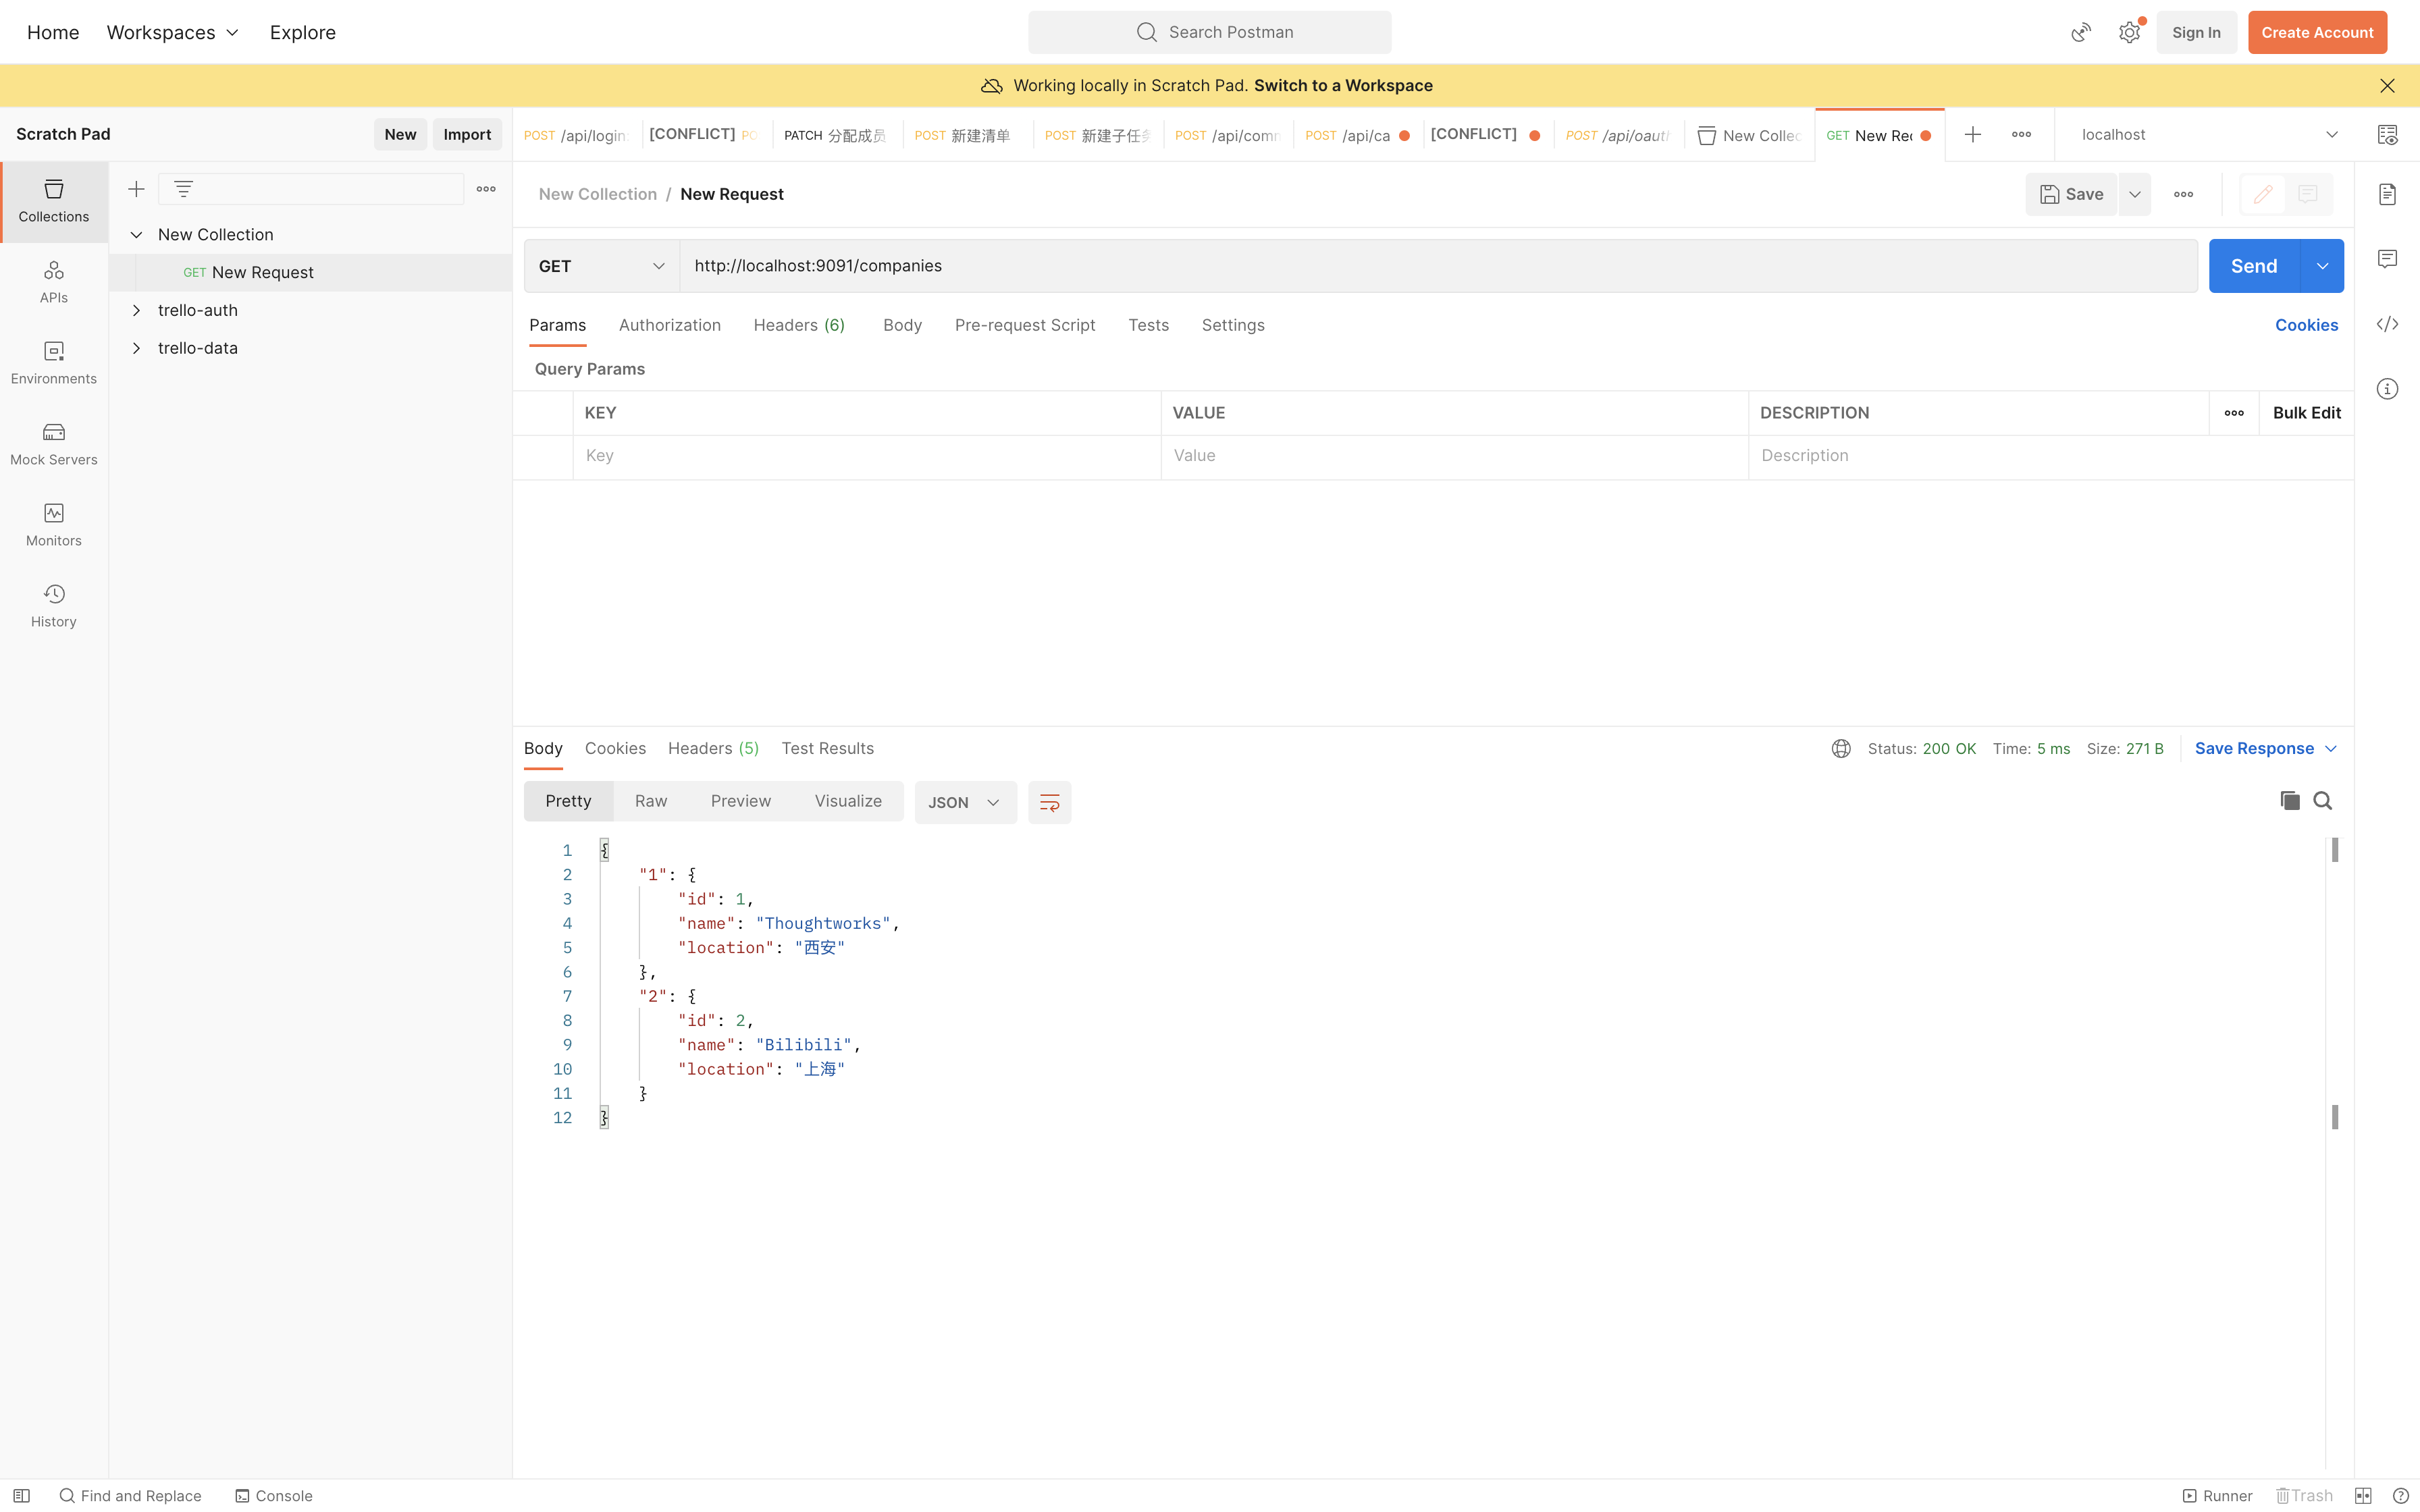 Home Workspaces Explore Search Postman Sign In Create Account
Working locally in Scratch Pad. Switch to a Workspace
Scratch Pad New Import
POST /api/login [CONFLICT] PO PATCH 分配成员 POST 新建清单 POST 新建子任务 POST /api/comm POST /api/ca [CONFLICT] POST /api/oaut New Collec GET New Rec localhost
Collections
APIs
Environments
Mock Servers
Monitors
History
New Collection
GET New Request
trello-auth
trello-data
New Collection / New Request Save
GET http://localhost:9091/companies Send
Params Authorization Headers (6) Body Pre-request Script Tests Settings Cookies
Query Params
KEY VALUE DESCRIPTION Bulk Edit
Key Value Description
Body Cookies Headers (5) Test Results Status: 200 OK Time: 5 ms Size: 271 B Save Response
Pretty Raw Preview Visualize JSON
1 {
2 "1": {
3 "id": 1,
4 "name": "Thoughtworks",
5 "location": "西安"
6 },
7 "2": {
8 "id": 2,
9 "name": "Bilibili",
10 "location": "上海"
11 }
12 }
Find and Replace Console Runner Trash